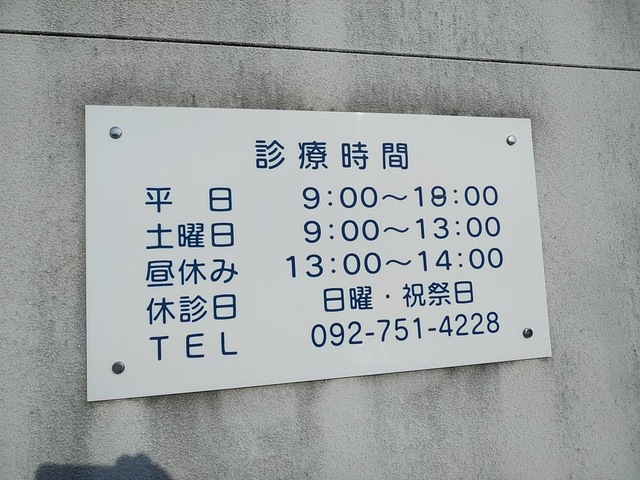 診療時間
平日 9:00〜18:00
土曜日 9:00〜13:00
昼休み 13:00〜14:00
休診日 日曜・祝祭日
TEL 092-751-4228